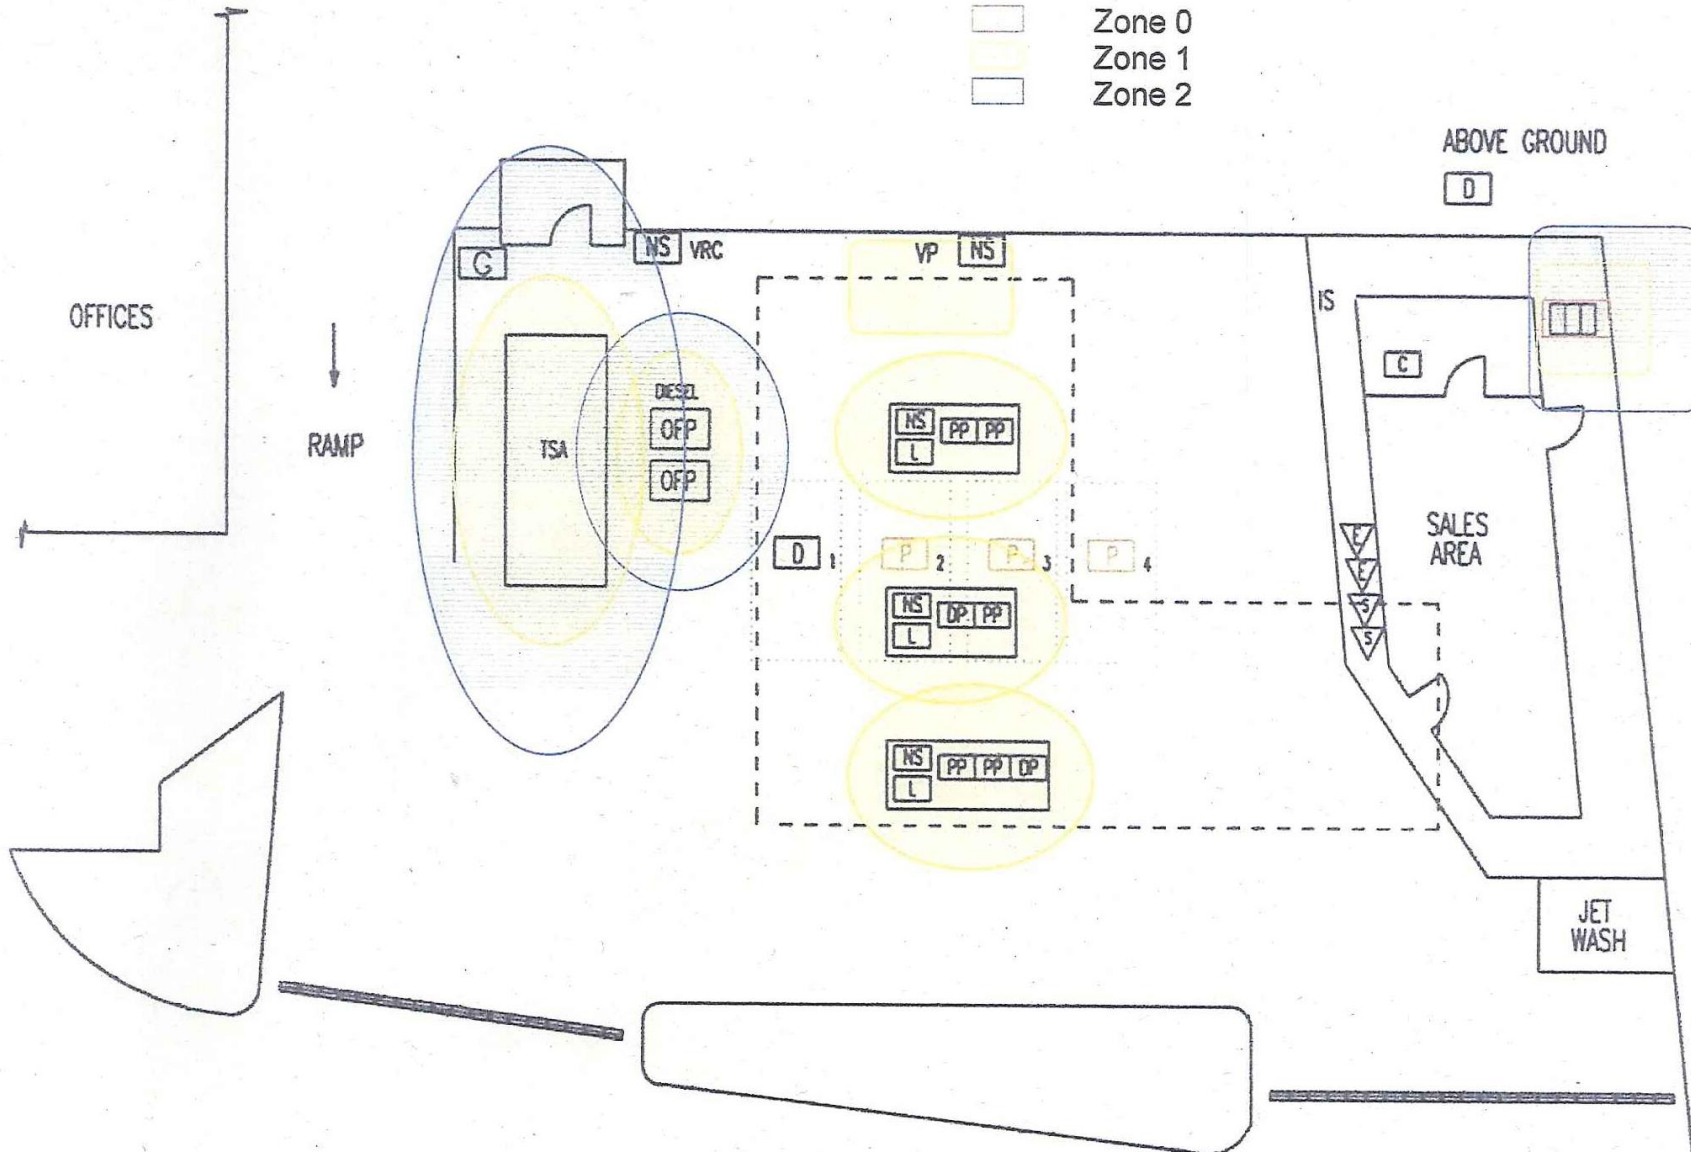 Zone 0
Zone 1
Zone 2
ABOVE GROUND
D
NS VRC
VP NS
C
OFFICES
IS
C
RAMP
DIESEL
OFP
OFP
TSA
NS
PP PP
L
SALES
AREA
E
E
S
S
D 1
P 2
P 3
P 4
NS
DP PP
L
NS
PP PP DP
L
JET
WASH